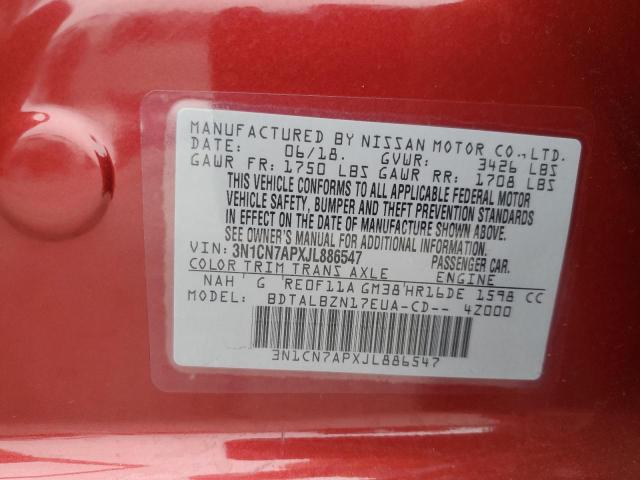 MANUFACTURED BY NISSAN MOTOR CO., LTD.
DATE: 06/18. GVWR: 3426 LBS
GAWR FR: 1750 LBS GAWR RR: 1708 LBS
THIS VEHICLE CONFORMS TO ALL APPLICABLE FEDERAL MOTOR
VEHICLE SAFETY, BUMPER AND THEFT PREVENTION STANDARDS
IN EFFECT ON THE DATE OF MANUFACTURE SHOWN ABOVE.
SEE OWNER'S MANUAL FOR ADDITIONAL INFORMATION.
VIN: 3N1CN7APXJL886547 PASSENGER CAR.
COLOR TRIM TRANS AXLE ENGINE
NAH ' G ' RE0F11A GM38'HR16DE 1598 CC
MODEL: BDTALBZN17EUA-CD-- 4Z000
3N1CN7APXJL886547